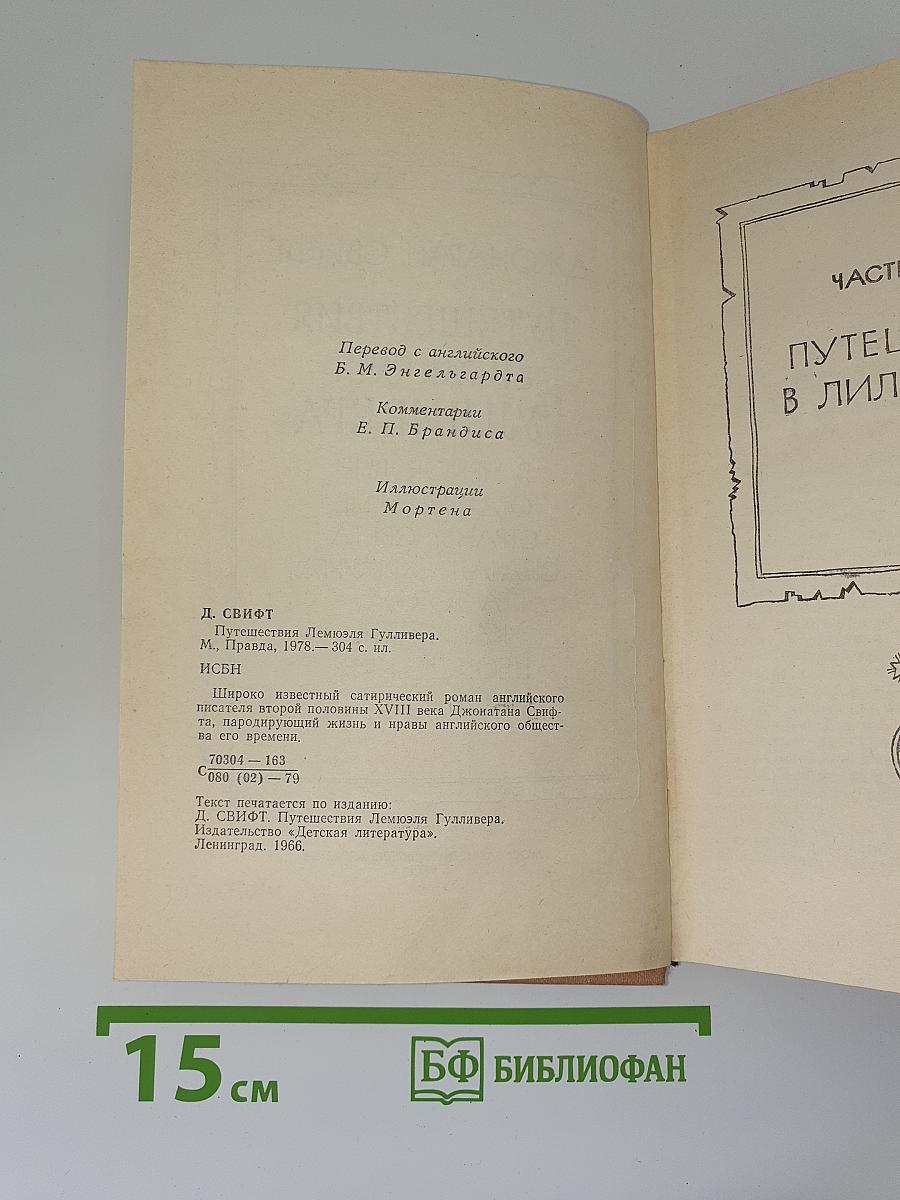 Перевод с английского
Б. М. Энгельгардта
Комментарии
Е. П. Брандиса
Иллюстрации
Мортена
Д. СВИФТ
Путешествия Лемюэля Гулливера.
М., Правда, 1978.— 304 с. ил.
ИСБН
Широко известный сатирический роман английского
писателя второй половины XVIII века Джонатана Свиф-
та, пародирующий жизнь и нравы английского общест-
ва его времени.
70304 — 163
С
080 (02) — 79
Текст печатается по изданию:
Д. СВИФТ. Путешествия Лемюэля Гулливера.
Издательство «Детская литература».
Ленинград. 1966.
ЧАСТ
ПУТЕ
В ЛИЛ
15 см
БФ БИБЛИОФАН